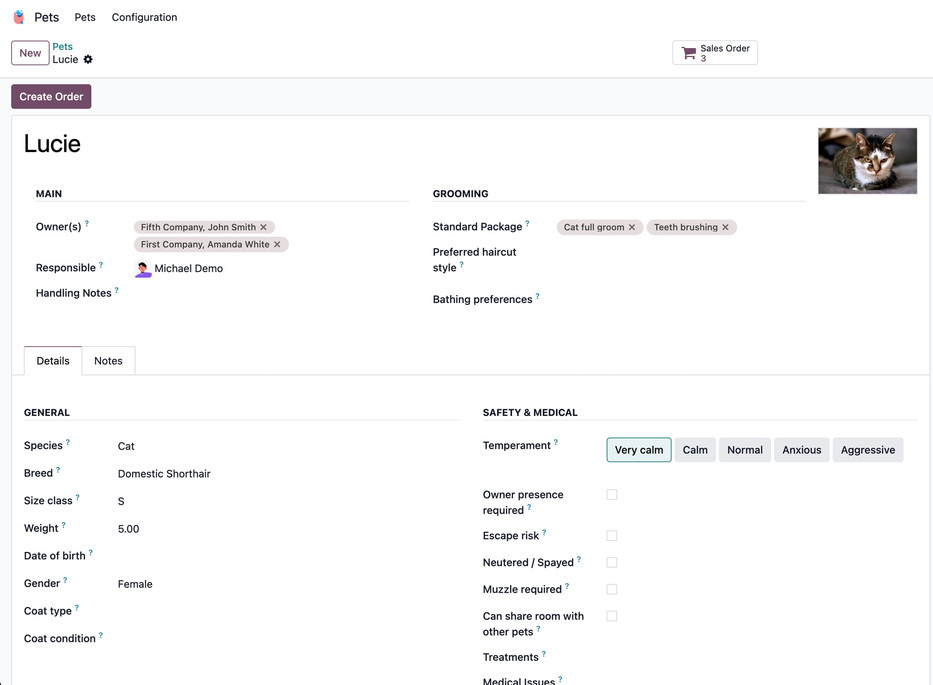 Pets Pets Configuration
New
Pets
Lucie
Sales Order
3
Create Order
Lucie
MAIN
Owner(s) ?
Fifth Company, John Smith ✕
First Company, Amanda White ✕
Responsible ?
Michael Demo
Handling Notes ?
GROOMING
Standard Package ?
Cat full groom ✕ Teeth brushing ✕
Preferred haircut
style ?
Bathing preferences ?
Details Notes
GENERAL
Species ? Cat
Breed ? Domestic Shorthair
Size class ? S
Weight ? 5.00
Date of birth ?
Gender ? Female
Coat type ?
Coat condition ?
SAFETY & MEDICAL
Temperament ? Very calm Calm Normal Anxious Aggressive
Owner presence
required ?
Escape risk ?
Neutered / Spayed ?
Muzzle required ?
Can share room with
other pets ?
Treatments ?
Medical Issues ?